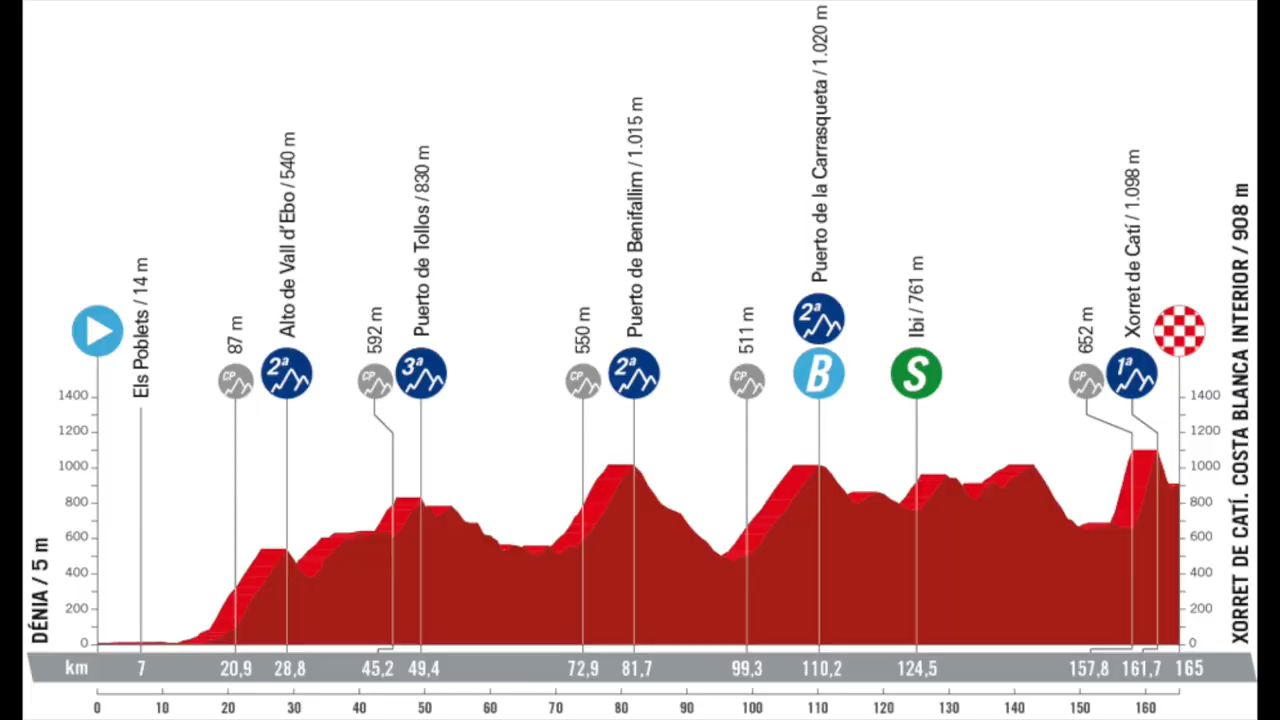 Els Poblets / 14 m
87 m
Alto de Vall d'Ebo / 540 m
592 m
Puerto de Tollos / 830 m
550 m
Puerto de Benifallim / 1.015 m
511 m
Puerto de la Carrasqueta / 1.020 m
Ibi / 761 m
652 m
Xorret de Catí / 1.098 m
CP
2ª
CP
3ª
CP
2ª
CP
2ª
B
S
CP
1ª
DÉNIA / 5 m
XORRET DE CATÍ. COSTA BLANCA INTERIOR / 908 m
1400
1200
1000
800
600
400
200
0
1400
1200
1000
800
600
400
200
0
km 7 20,9 28,8 45,2 49,4 72,9 81,7 99,3 110,2 124,5 157,8 161,7 165
0 10 20 30 40 50 60 70 80 90 100 110 120 130 140 150 160